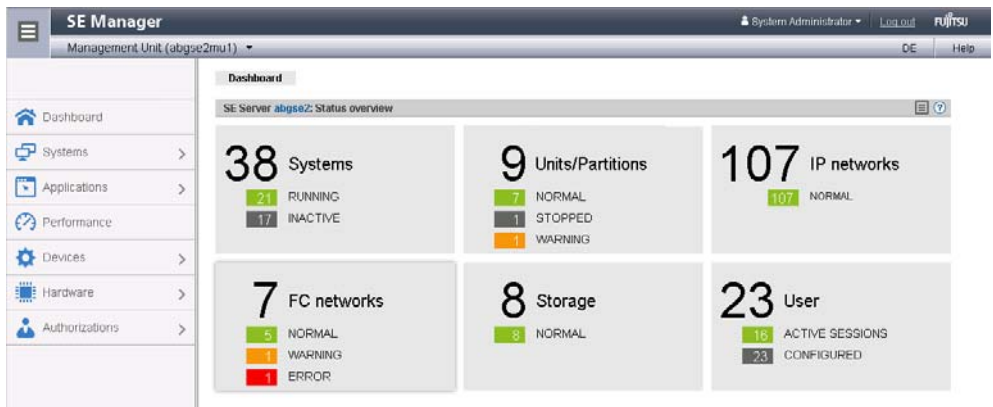 SE Manager
System Administrator
Log out
FUJITSU
Management Unit (abgse2mu1)
DE
Help
Dashboard
Systems
Applications
Performance
Devices
Hardware
Authorizations
Dashboard
SE Server abgse2: Status overview
38 Systems
21 RUNNING
17 INACTIVE
9 Units/Partitions
7 NORMAL
1 STOPPED
1 WARNING
107 IP networks
107 NORMAL
7 FC networks
5 NORMAL
1 WARNING
1 ERROR
8 Storage
8 NORMAL
23 User
16 ACTIVE SESSIONS
23 CONFIGURED